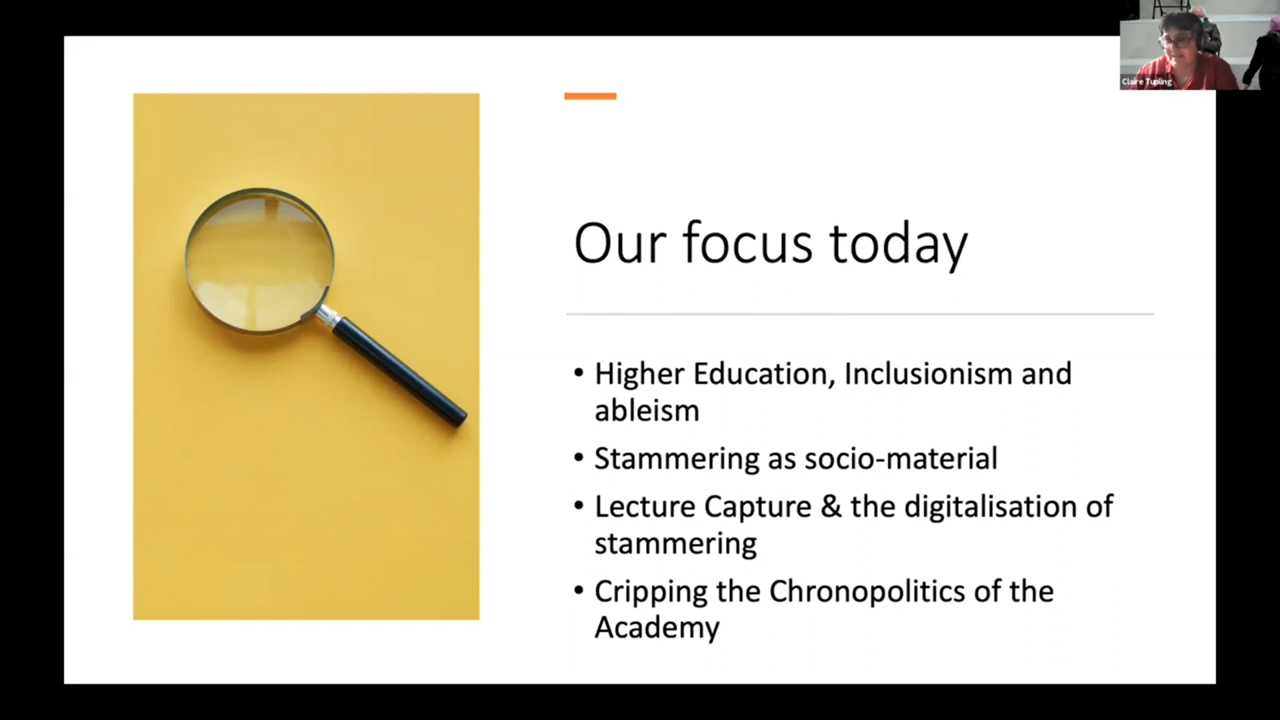 Claire Tupling
Our focus today
• Higher Education, Inclusionism and
ableism
• Stammering as socio-material
• Lecture Capture & the digitalisation of
stammering
• Cripping the Chronopolitics of the
Academy